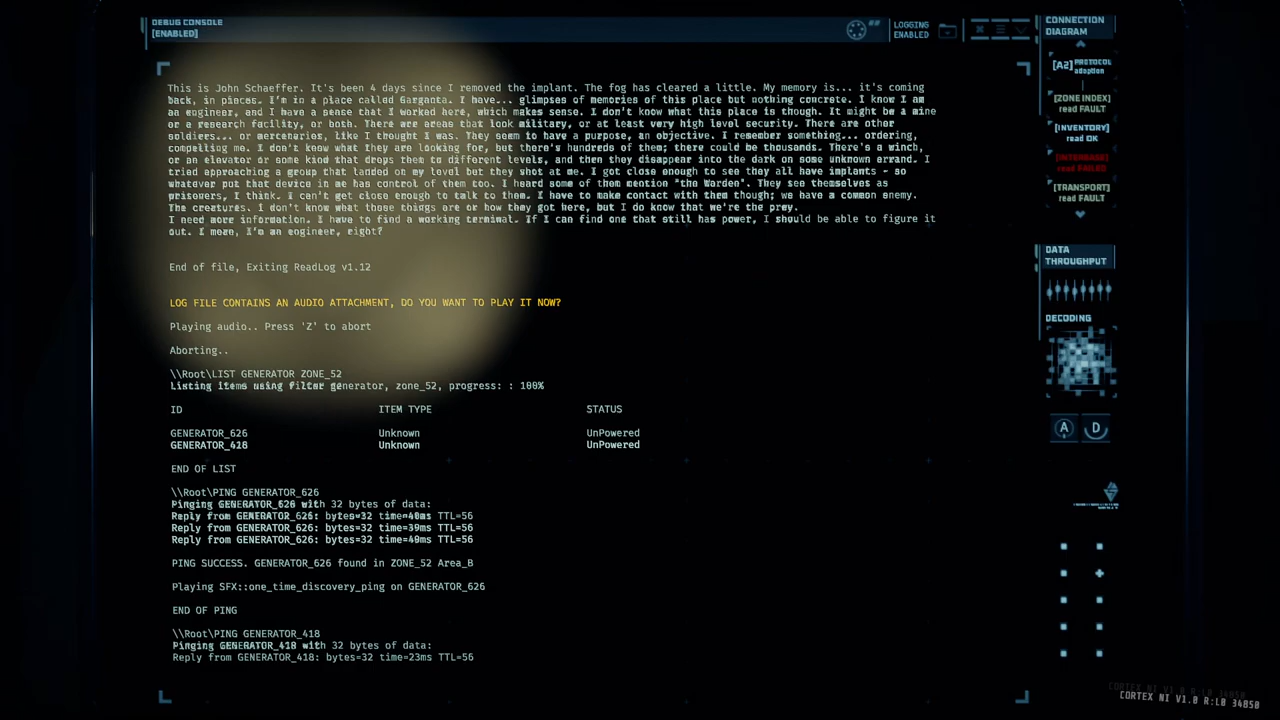 DEBUG CONSOLE
[ENABLED]
LOGGING
ENABLED
CONNECTION
DIAGRAM
This is John Schaeffer. It's been 4 days since I removed the implant. The fog has cleared a little. My memory is... it's coming
back, in pieces. I'm in a place called Garganta. I have... glimpses of memories of this place but nothing concrete. I know I am
an engineer, and I have a sense that I worked here, which makes sense. I don't know what this place is though. It might be a mine
or a research facility, or both. There are areas that look military, or at least very high level security. There are other
soldiers... or mercenaries, like I thought I was. They seem to have a purpose, an objective. I remember something... ordering,
compelling me. I don't know what they are looking for, but there's hundreds of them; there could be thousands. There's a winch,
or an elevator or some kind that drops them to different levels, and then they disappear into the dark on some unknown errand. I
tried approaching a group that landed on my level but they shot at me. I got close enough to see they all have implants - so
whatever put that device in me has control of them too. I heard some of them mention "the Warden". They see themselves as
prisoners, I think. I can't get close enough to talk to them. I have to make contact with them though; we have a common enemy.
The creatures. I don't know what those things are or how they got here, but I do know that we're the prey.
I need more information. I have to find a working terminal. If I can find one that still has power, I should be able to figure it
out. I mean, I'm an engineer, right?
End of file, Exiting ReadLog v1.12
LOG FILE CONTAINS AN AUDIO ATTACHMENT, DO YOU WANT TO PLAY IT NOW?
Playing audio.. Press 'Z' to abort
Aborting..
\\Root\LIST GENERATOR ZONE_52
Listing items using filter generator, zone_52, progress: : 100%
ID ITEM TYPE STATUS
GENERATOR_626 Unknown UnPowered
GENERATOR_418 Unknown UnPowered
END OF LIST
\\Root\PING GENERATOR_626
Pinging GENERATOR_626 with 32 bytes of data:
Reply from GENERATOR_626: bytes=32 time=40ms TTL=56
Reply from GENERATOR_626: bytes=32 time=39ms TTL=56
Reply from GENERATOR_626: bytes=32 time=49ms TTL=56
PING SUCCESS. GENERATOR_626 found in ZONE_52 Area_B
Playing SFX::one_time_discovery_ping on GENERATOR_626
END OF PING
\\Root\PING GENERATOR_418
Pinging GENERATOR_418 with 32 bytes of data:
Reply from GENERATOR_418: bytes=32 time=23ms TTL=56
[A2] PROTOCOL
adoption
[ZONE INDEX]
read FAULT
[INVENTORY]
read OK
read FAILED
[TRANSPORT]
read FAULT
DATA
THROUGHPUT
DECODING
A D
CORTEX NI V1.0 R:L0 34850